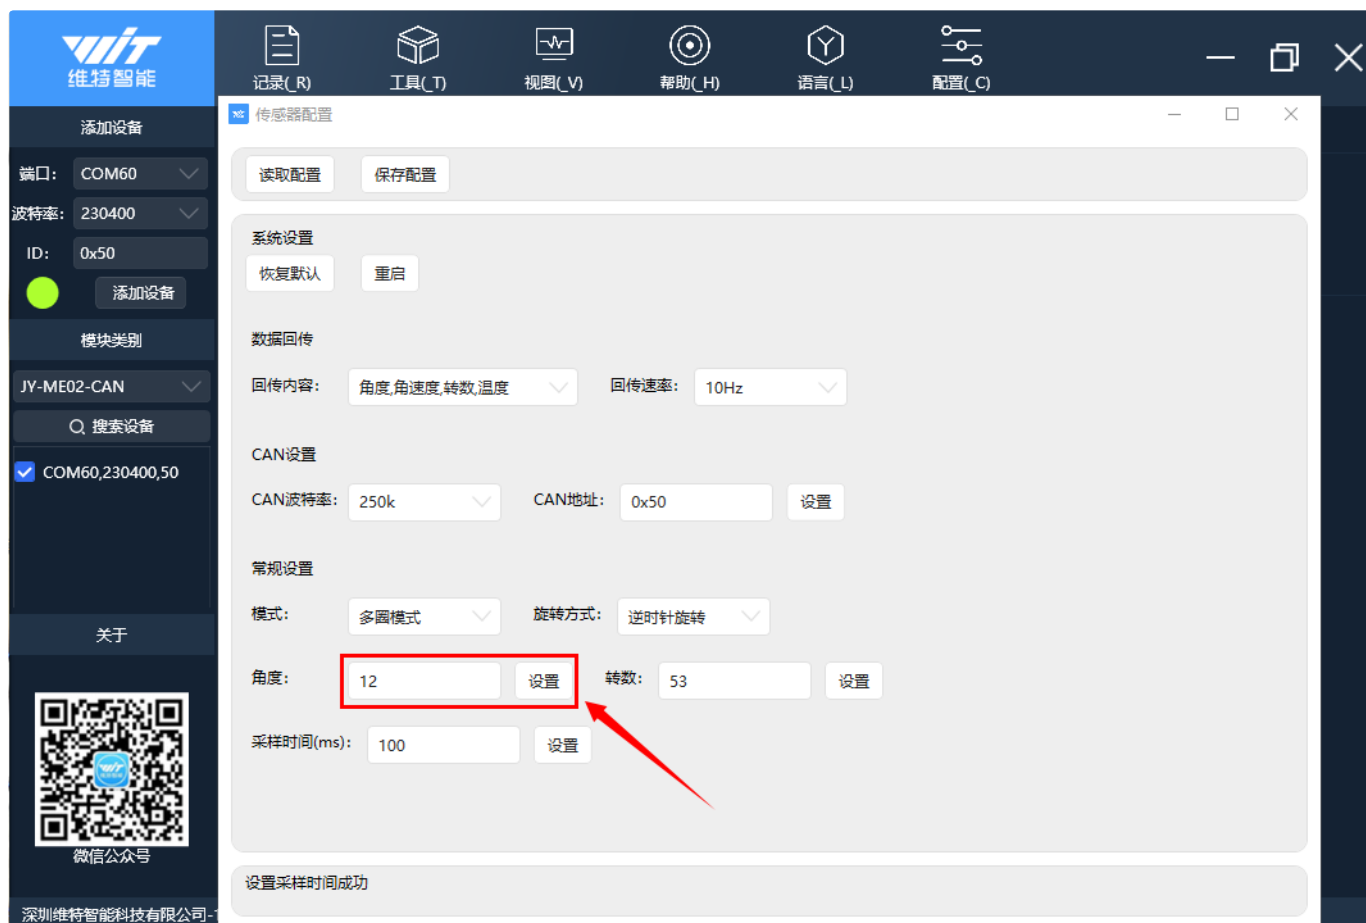 WIT
维特智能
记录(_R)
工具(_T)
视图(_V)
帮助(_H)
语言(_L)
配置(_C)
添加设备
端口: COM60
波特率: 230400
ID: 0x50
添加设备
模块类别
JY-ME02-CAN
搜索设备
COM60,230400,50
关于
微信公众号
深圳维特智能科技有限公司-
传感器配置
读取配置 保存配置
系统设置
恢复默认 重启
数据回传
回传内容: 角度,角速度,转数,温度 回传速率: 10Hz
CAN设置
CAN波特率: 250k CAN地址: 0x50 设置
常规设置
模式: 多圈模式 旋转方式: 逆时针旋转
角度: 12 设置 转数: 53 设置
采样时间(ms): 100 设置
设置采样时间成功